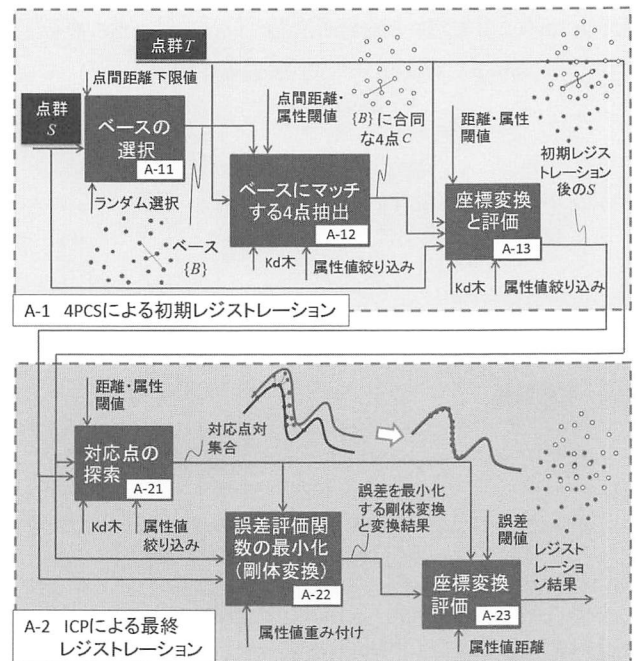 点群T
点間距離下限値
点群
S
ベースの
選択
A-11
ランダム選択
ベース
{B}
点間距離・
属性閾値
{B}に合同
な4点C
ベースにマッチ
する4点抽出
A-12
Kd木
属性値絞り込み
距離・属性
閾値
座標変換
と評価
A-13
Kd木
属性値絞り込み
初期レジス
トレーション
後のS
A-1 4PCSによる初期レジストレーション
距離・属性
閾値
対応点の
探索
A-21
Kd木
属性値
絞り込み
対応点対
集合
誤差評価関
数の最小化
(剛体変換)
A-22
属性値重み付け
誤差を最小化
する剛体変換
と変換結果
誤差
閾値
座標変換
評価
A-23
属性値距離
レジスト
レーショ
ン結果
A-2 ICPによる最終
レジストレーション